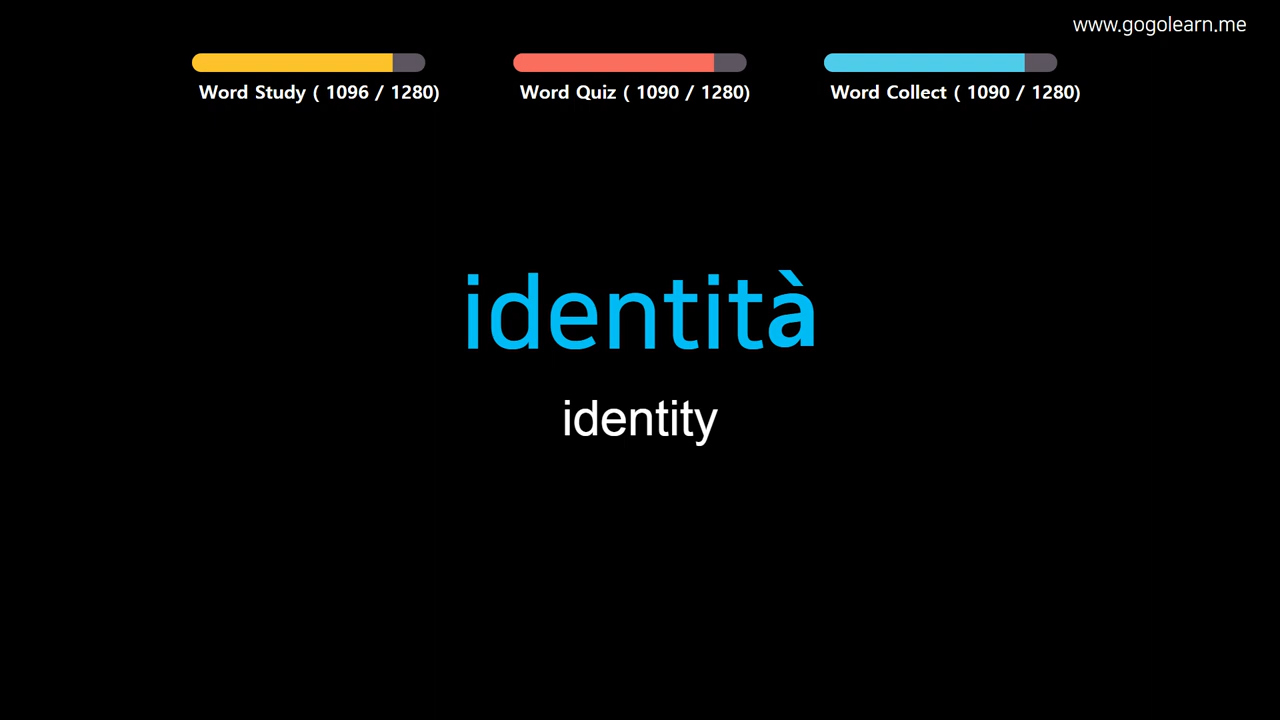 www.gogolearn.me
Word Study ( 1096 / 1280)
Word Quiz ( 1090 / 1280)
Word Collect ( 1090 / 1280)
identità
identity